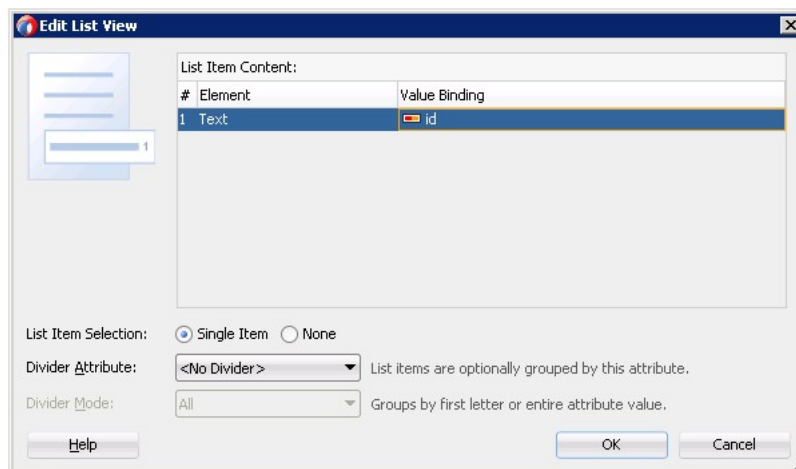 Edit List View
List Item Content:
# Element Value Binding
1 Text id
1
List Item Selection: Single Item None
Divider Attribute: <No Divider> List items are optionally grouped by this attribute.
Divider Mode: All Groups by first letter or entire attribute value.
Help OK Cancel